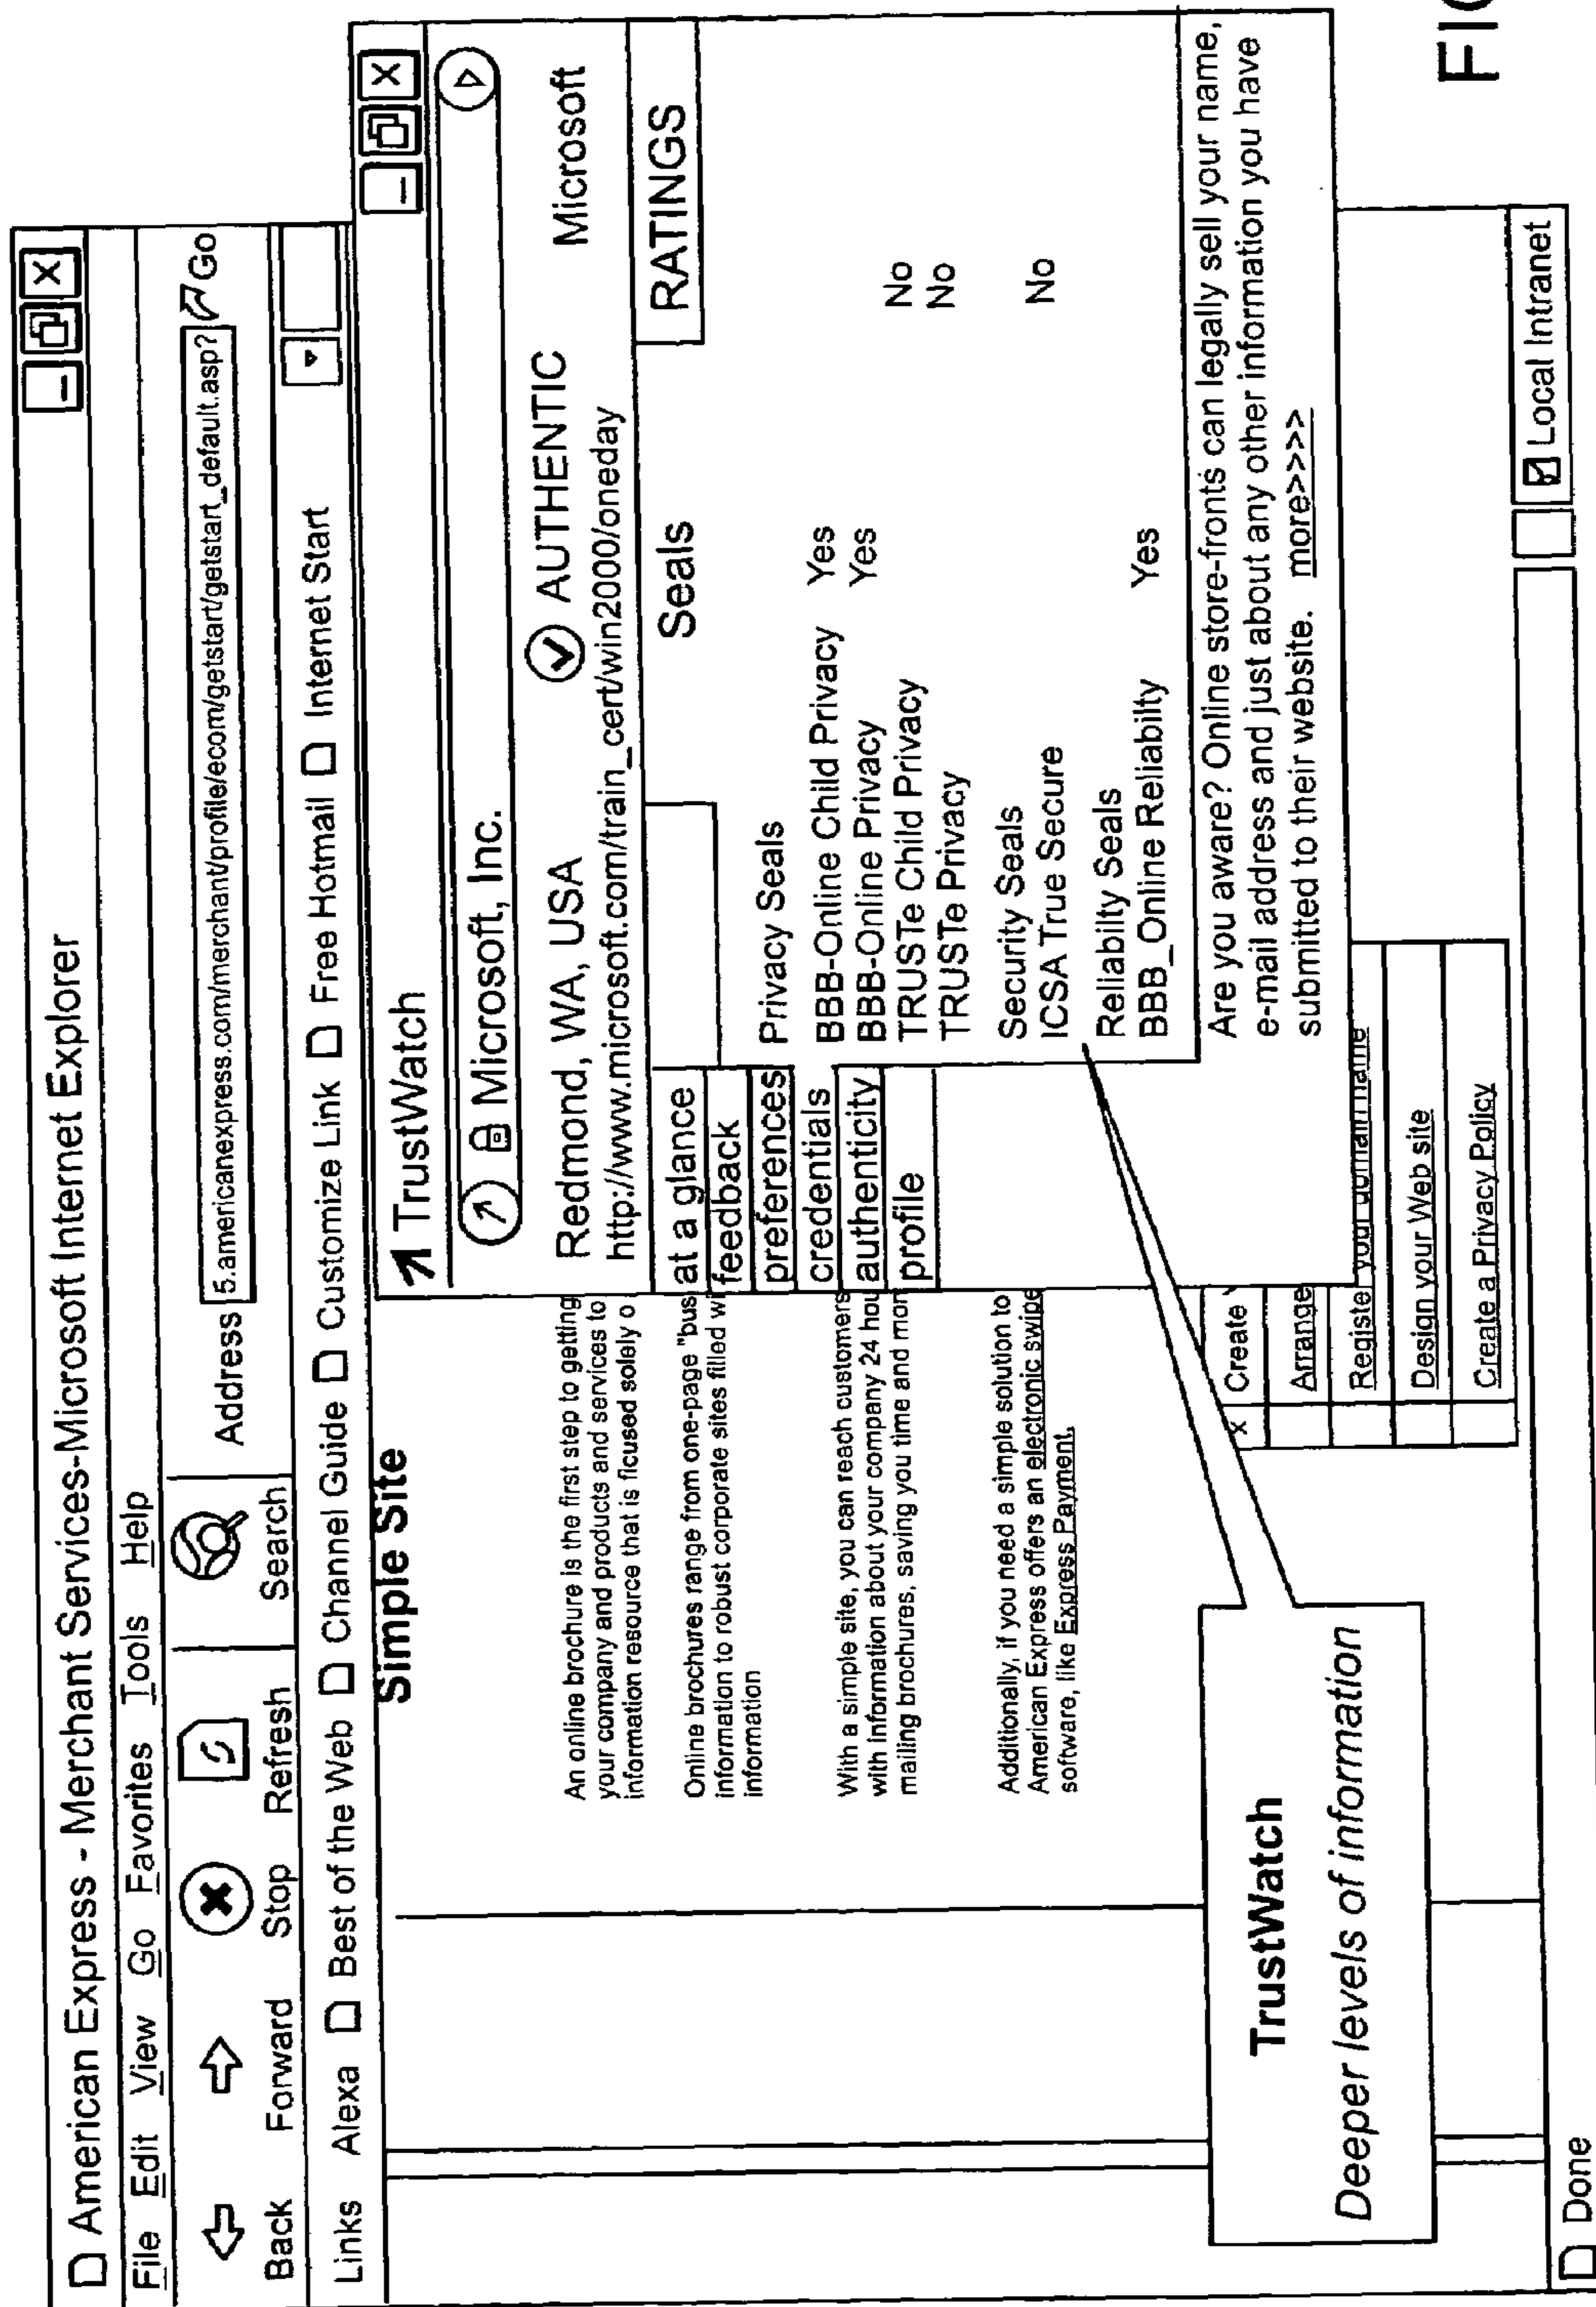 American Express - Merchant Services-Microsoft Internet Explorer
File Edit View Go Favorites Tools Help
Back Forward Stop Refresh Search
Address 5.americanexpress.com/merchant/profile/ecom/getstart/getstart_default.asp? Go
Links Alexa Best of the Web Channel Guide Customize Link Free Hotmail Internet Start
Simple Site
An online brochure is the first step to getting
your company and products and services to
information resource that is ficused solely o
Online brochures range from one-page "bus
information to robust corporate sites filled wi
information
With a simple site, you can reach customers
with information about your company 24 hou
mailing brochures, saving you time and mon
Additionally, if you need a simple solution to
American Express offers an electronic swipe
software, like Express Payment.
x Create
Arrange
Register your domain name
Design your Web site
Create a Privacy Policy
TrustWatch
Microsoft, Inc.
AUTHENTIC
Redmond, WA, USA
Microsoft
http://www.microsoft.com/train_cert/win2000/oneday
at a glance
feedback
preferences
credentials
authenticity
profile
Seals
RATINGS
Privacy Seals
BBB-Online Child Privacy Yes
BBB-Online Privacy Yes
TRUSTe Child Privacy No
TRUSTe Privacy No
Security Seals
ICSA True Secure No
Reliabilty Seals
BBB_Online Reliabilty Yes
Are you aware? Online store-fronts can legally sell your name,
e-mail address and just about any other information you have
submitted to their website. more>>>>>
TrustWatch
Deeper levels of information
Done
Local Intranet